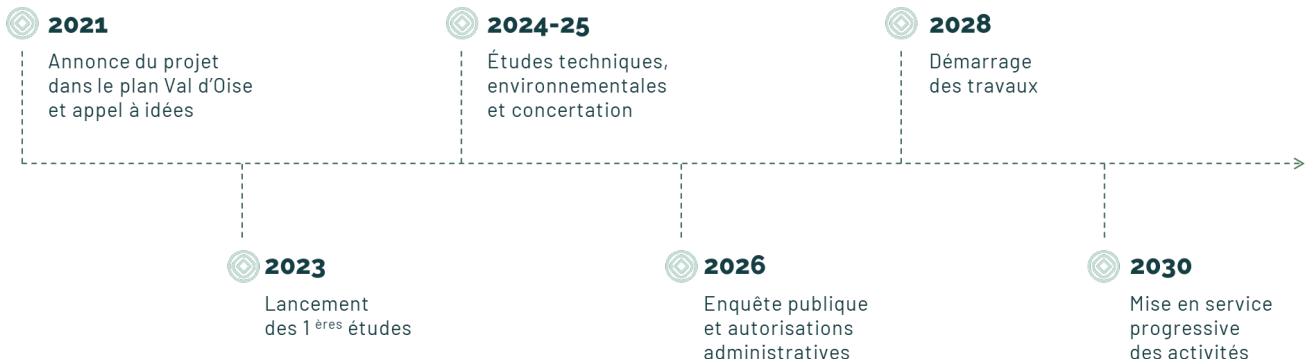 2021
Annonce du projet
dans le plan Val d’Oise
et appel à idées
2023
Lancement
des 1 ères études
2024-25
Études techniques,
environnementales
et concertation
2026
Enquête publique
et autorisations
administratives
2028
Démarrage
des travaux
2030
Mise en service
progressive
des activités